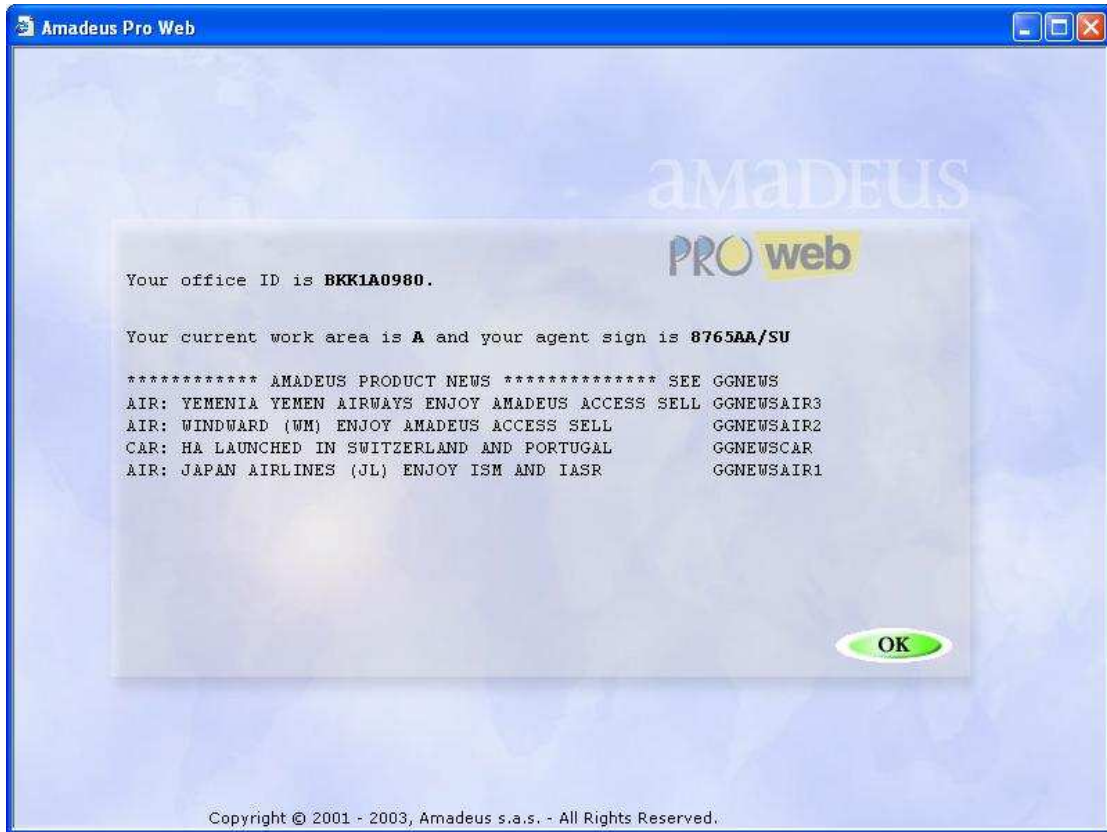 Amadeus Pro Web
aMaDEUS
PRO web
Your office ID is BKK1A0980.
Your current work area is A and your agent sign is 8765AA/SU
************ AMADEUS PRODUCT NEWS ************** SEE GGNEWS
AIR: YEMENIA YEMEN AIRWAYS ENJOY AMADEUS ACCESS SELL GGNEWSAIR3
AIR: WINDWARD (WM) ENJOY AMADEUS ACCESS SELL GGNEWSAIR2
CAR: HA LAUNCHED IN SWITZERLAND AND PORTUGAL GGNEWSCAR
AIR: JAPAN AIRLINES (JL) ENJOY ISM AND IASR GGNEWSAIR1
OK
Copyright © 2001 - 2003, Amadeus s.a.s. - All Rights Reserved.